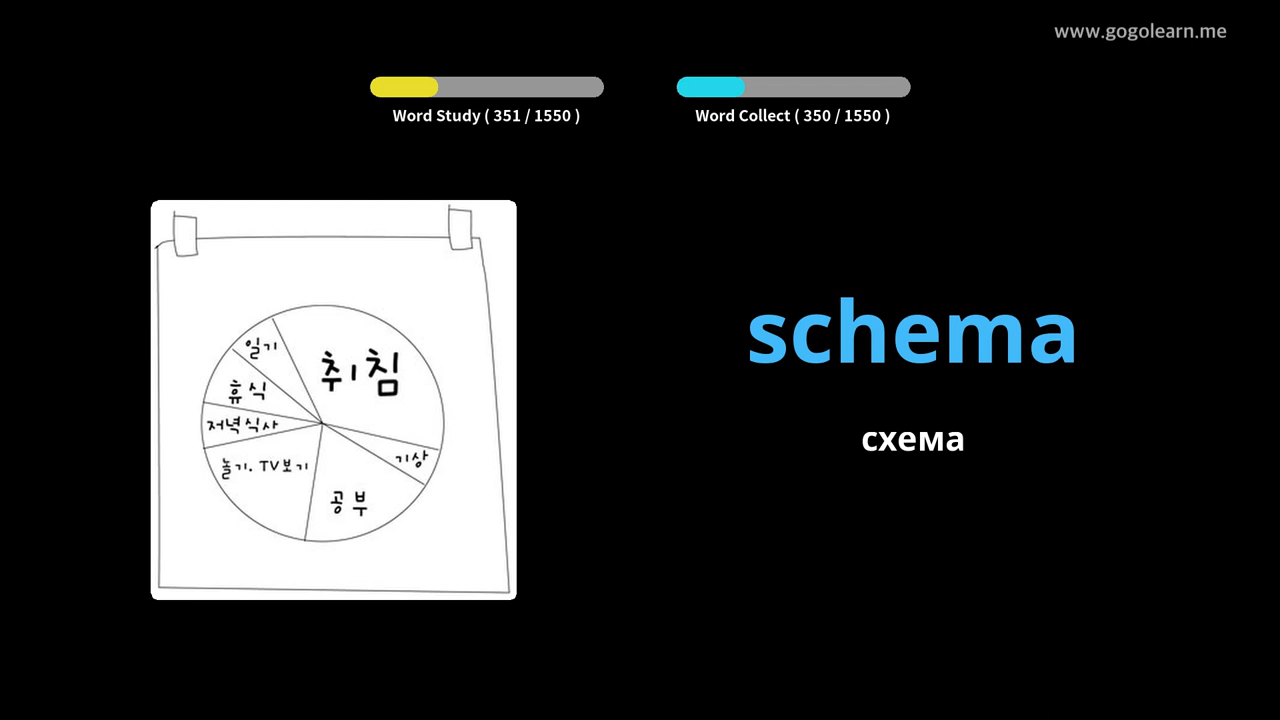 www.gogolearn.me
Word Study ( 351 / 1550 )
Word Collect ( 350 / 1550 )
일기
취침
휴식
저녁식사
기상
놀기. TV보기
공부
schema
схема